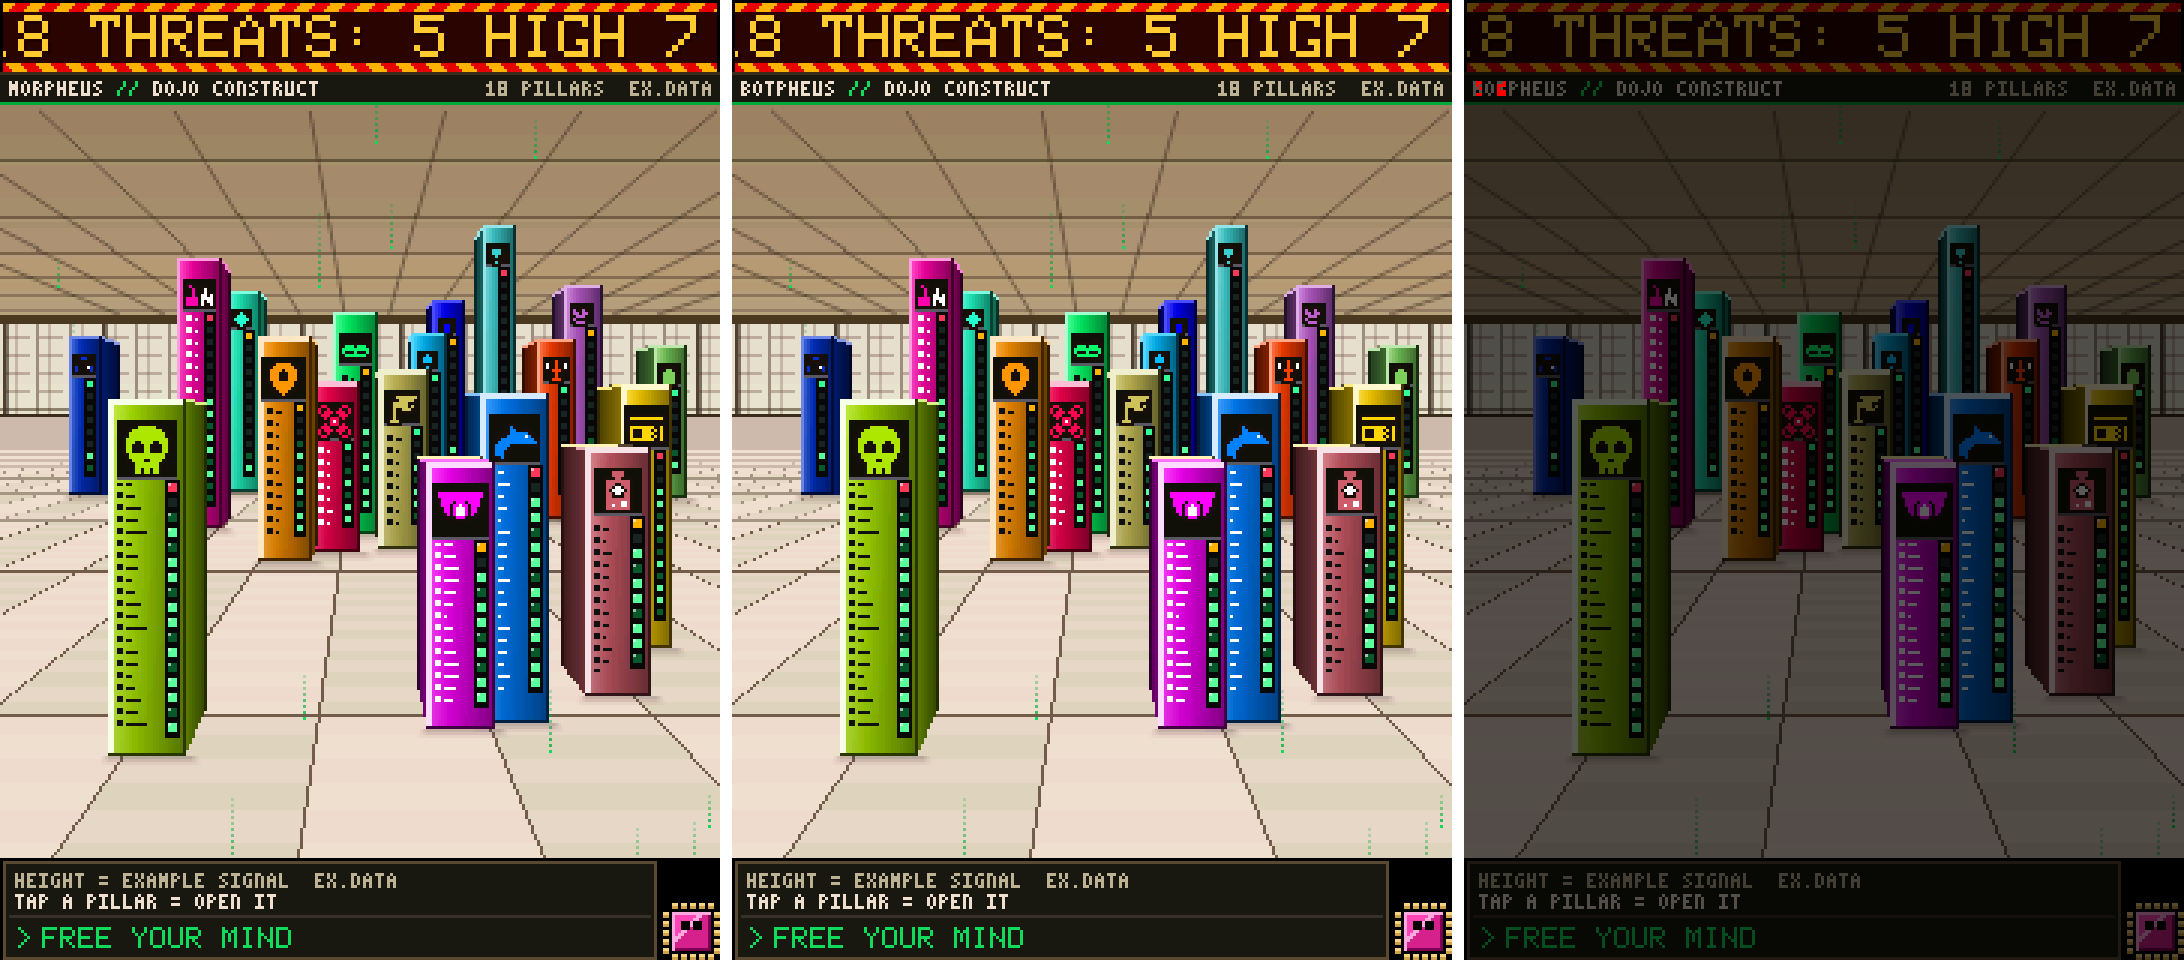 .8 THREATS: 5 HIGH 7
MORPHEUS // DOJO CONSTRUCT 18 PILLARS EX.DATA
HEIGHT = EXAMPLE SIGNAL EX.DATA
TAP A PILLAR = OPEN IT
> FREE YOUR MIND
.8 THREATS: 5 HIGH 7
BOTPHEUS // DOJO CONSTRUCT 18 PILLARS EX.DATA
HEIGHT = EXAMPLE SIGNAL EX.DATA
TAP A PILLAR = OPEN IT
> FREE YOUR MIND
.8 THREATS: 5 HIGH 7
// DOJO CONSTRUCT 18 PILLARS EX.DATA
HEIGHT = EXAMPLE SIGNAL EX.DATA
TAP A PILLAR = OPEN IT
> FREE YOUR MIND